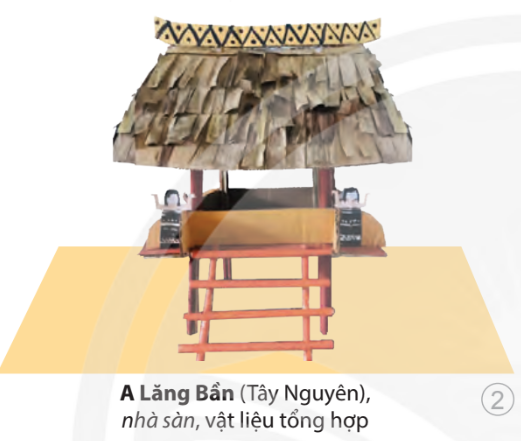 A Lăng Bần (Tây Nguyên),
nhà sàn, vật liệu tổng hợp
2